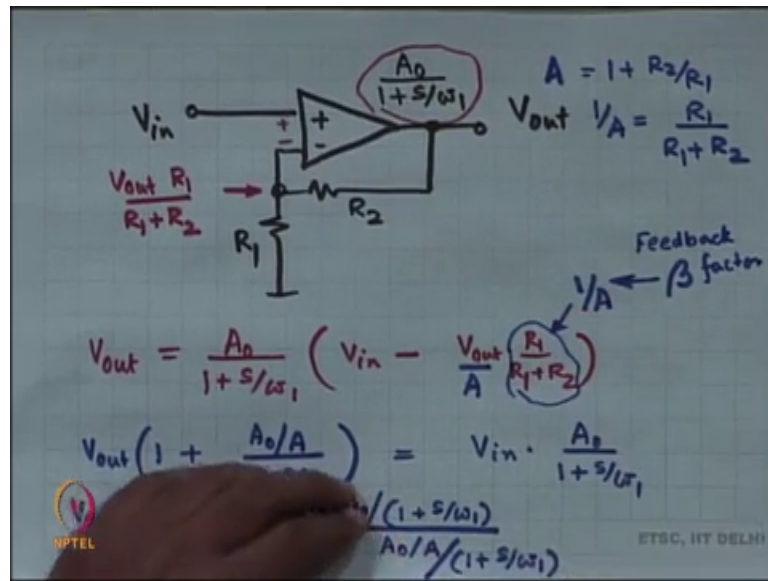 A₀
1 + s/ω₁
A = 1 + R₂/R₁
Vin
+
-
+
-
Vout
1/A = R₁
R₁ + R₂
Vout R₁
R₁ + R₂
R₂
R₁
Feedback
β factor
1/A
Vout = A₀ / 1 + s/ω₁ ( Vin - Vout / A R₁ / R₁ + R₂ )
Vout ( 1 + A₀/A ) = Vin · A₀ / 1 + s/ω₁
V
/(1 + s/ω₁)
A₀/A/(1 + s/ω₁)
NPTEL
ETSC, IIT DELHI